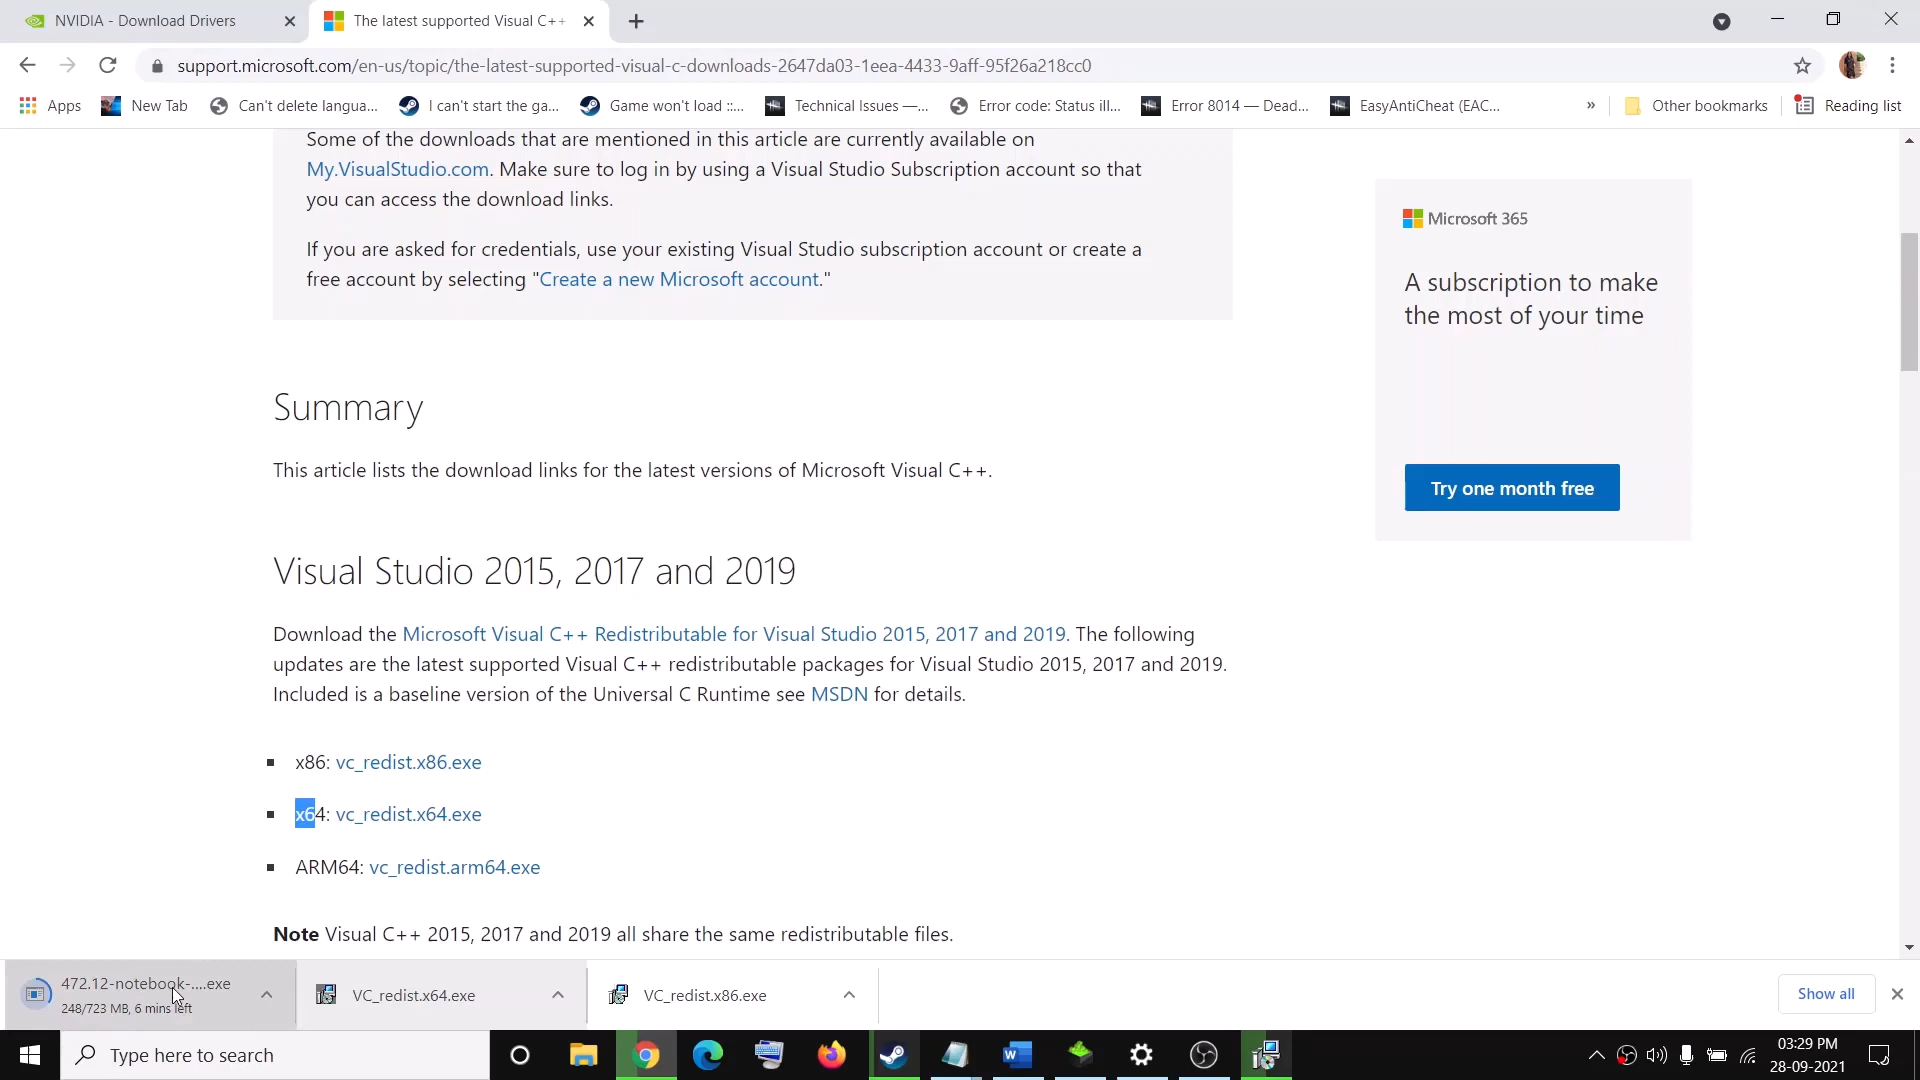 NVIDIA - Download Drivers
The latest supported Visual C++
support.microsoft.com/en-us/topic/the-latest-supported-visual-c-downloads-2647da03-1eea-4433-9aff-95f26a218cc0
Apps
New Tab
Can't delete langua...
I can't start the ga...
Game won't load ::...
Technical Issues —...
Error code: Status ill...
Error 8014 — Dead...
EasyAntiCheat (EAC...
»
Other bookmarks
Reading list
Some of the downloads that are mentioned in this article are currently available on
My.VisualStudio.com. Make sure to log in by using a Visual Studio Subscription account so that
you can access the download links.
If you are asked for credentials, use your existing Visual Studio subscription account or create a
free account by selecting "Create a new Microsoft account."
Microsoft 365
A subscription to make
the most of your time
Try one month free
Summary
This article lists the download links for the latest versions of Microsoft Visual C++.
Visual Studio 2015, 2017 and 2019
Download the Microsoft Visual C++ Redistributable for Visual Studio 2015, 2017 and 2019. The following
updates are the latest supported Visual C++ redistributable packages for Visual Studio 2015, 2017 and 2019.
Included is a baseline version of the Universal C Runtime see MSDN for details.
x86: vc_redist.x86.exe
x64: vc_redist.x64.exe
ARM64: vc_redist.arm64.exe
Note Visual C++ 2015, 2017 and 2019 all share the same redistributable files.
472.12-notebook-....exe
248/723 MB, 6 mins left
VC_redist.x64.exe
VC_redist.x86.exe
Show all
Type here to search
03:29 PM
28-09-2021